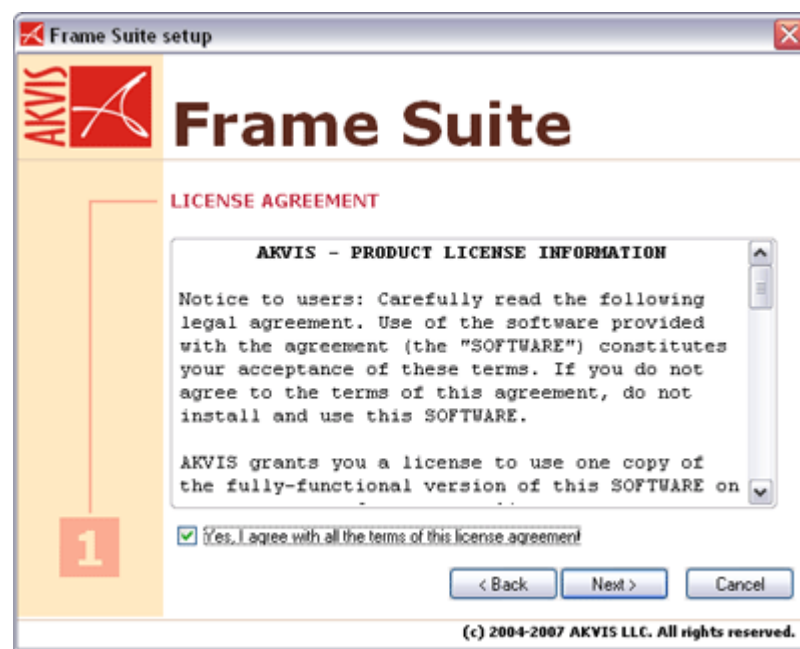 Frame Suite setup
AKVIS
Frame Suite
LICENSE AGREEMENT
AKVIS - PRODUCT LICENSE INFORMATION
Notice to users: Carefully read the following
legal agreement. Use of the software provided
with the agreement (the "SOFTWARE") constitutes
your acceptance of these terms. If you do not
agree to the terms of this agreement, do not
install and use this SOFTWARE.
AKVIS grants you a license to use one copy of
the fully-functional version of this SOFTWARE on
1
Yes, I agree with all the terms of this license agreement
< Back
Next >
Cancel
(c) 2004-2007 AKVIS LLC. All rights reserved.